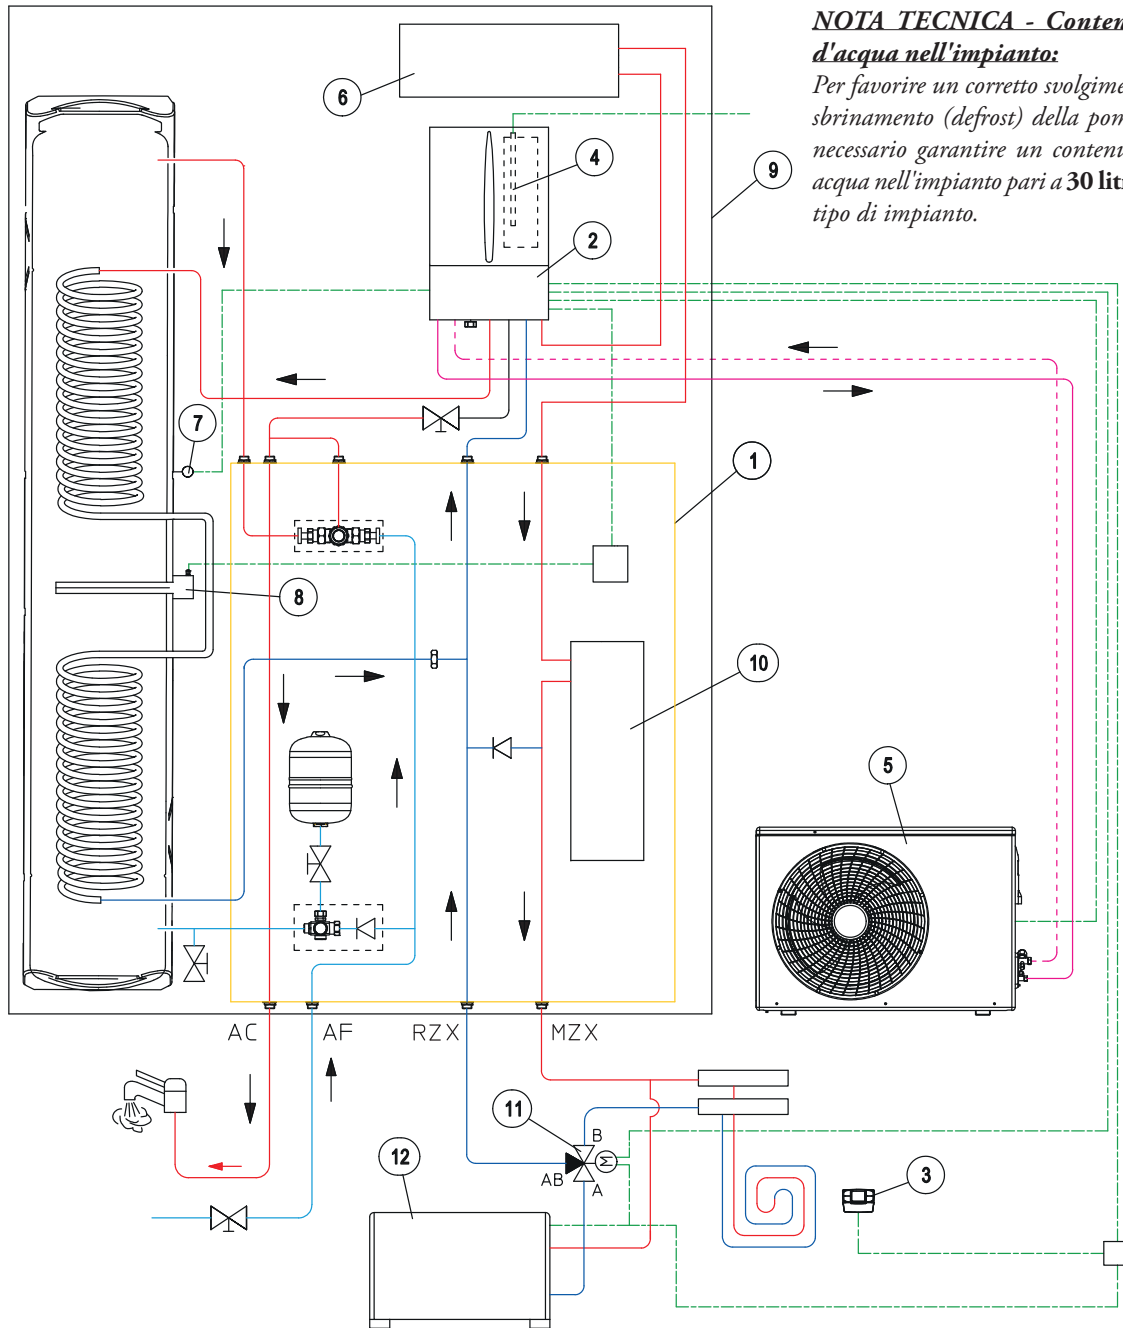 NOTA TECNICA - Conten
d'acqua nell'impianto:
Per favorire un corretto svolgime
sbrinamento (defrost) della pom
necessario garantire un contenu
acqua nell'impianto pari a 30 litr
tipo di impianto.
6
4
9
2
7
1
8
10
5
AC
AF
RZX
MZX
11
B
AB
M
A
12
3